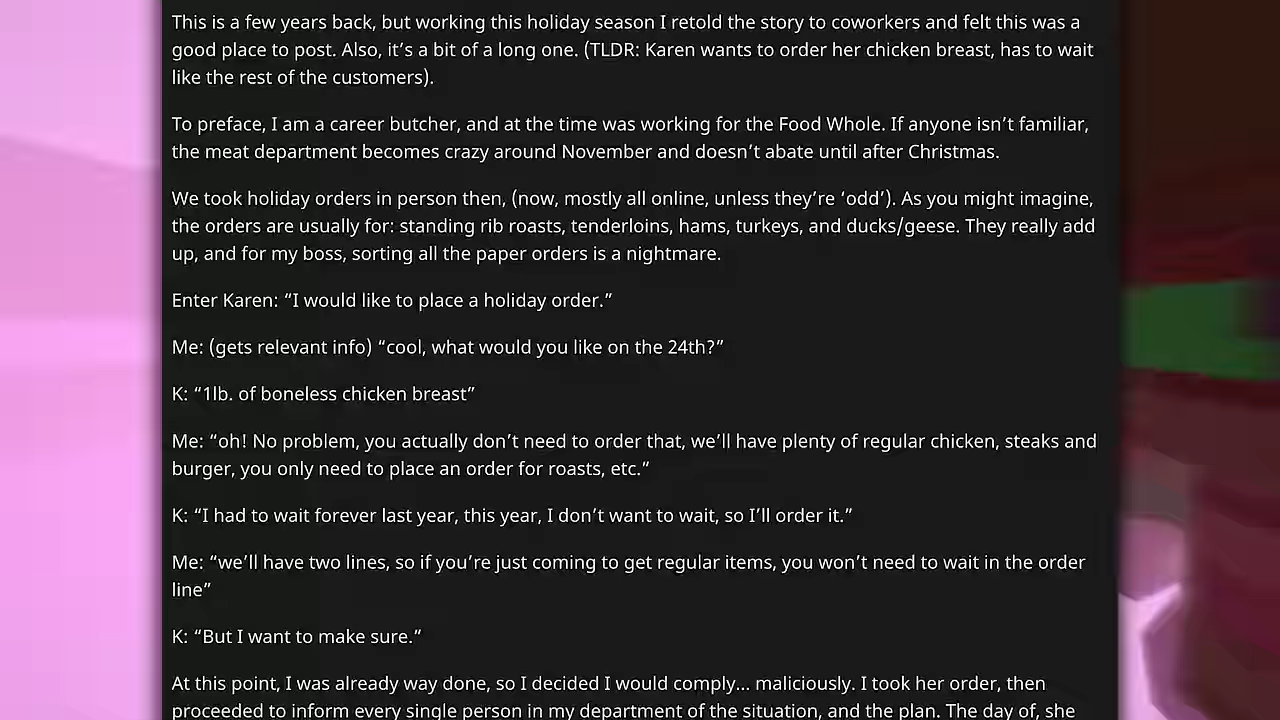 This is a few years back, but working this holiday season I retold the story to coworkers and felt this was a
good place to post. Also, it’s a bit of a long one. (TLDR: Karen wants to order her chicken breast, has to wait
like the rest of the customers).
To preface, I am a career butcher, and at the time was working for the Food Whole. If anyone isn’t familiar,
the meat department becomes crazy around November and doesn’t abate until after Christmas.
We took holiday orders in person then, (now, mostly all online, unless they’re ‘odd’). As you might imagine,
the orders are usually for: standing rib roasts, tenderloins, hams, turkeys, and ducks/geese. They really add
up, and for my boss, sorting all the paper orders is a nightmare.
Enter Karen: “I would like to place a holiday order.”
Me: (gets relevant info) “cool, what would you like on the 24th?”
K: “1lb. of boneless chicken breast”
Me: “oh! No problem, you actually don’t need to order that, we’ll have plenty of regular chicken, steaks and
burger, you only need to place an order for roasts, etc.”
K: “I had to wait forever last year, this year, I don’t want to wait, so I’ll order it.”
Me: “we’ll have two lines, so if you’re just coming to get regular items, you won’t need to wait in the order
line”
K: “But I want to make sure.”
At this point, I was already way done, so I decided I would comply... maliciously. I took her order, then
proceeded to inform every single person in my department of the situation, and the plan. The day of, she